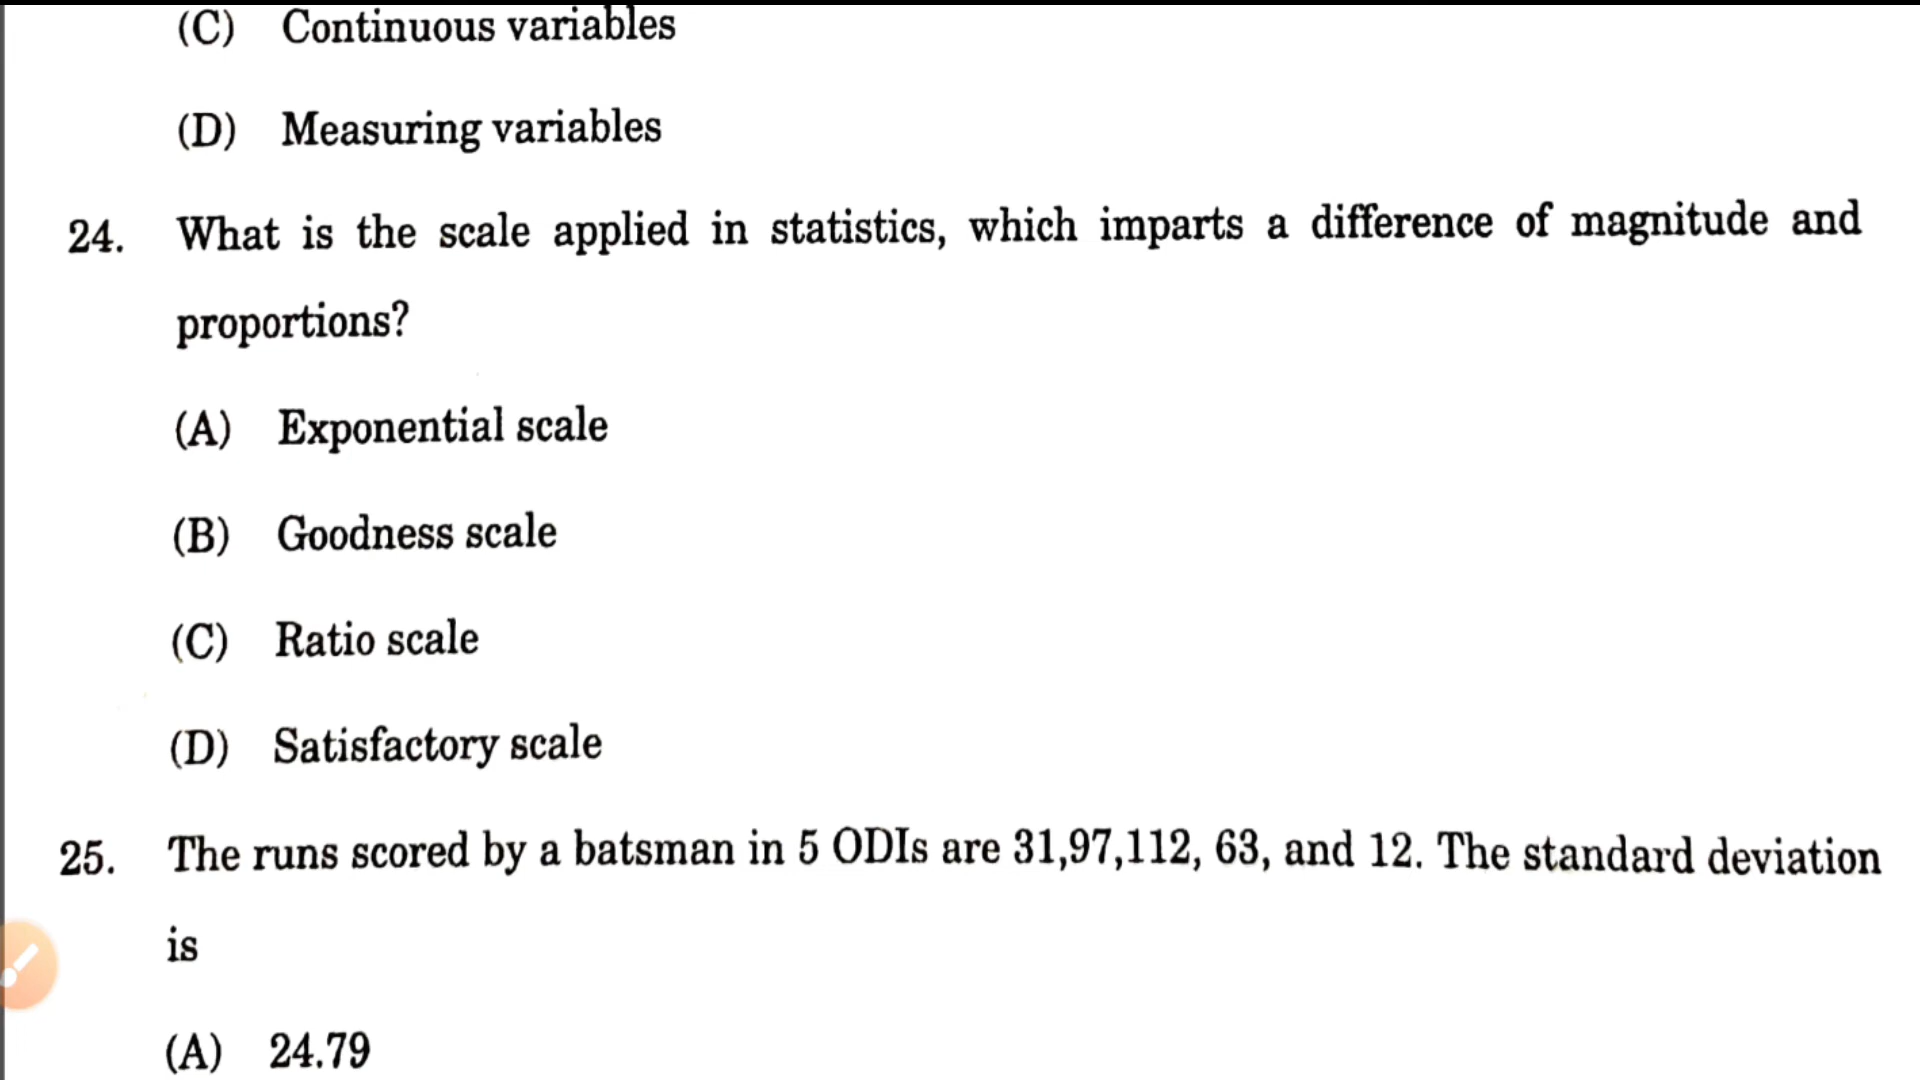 (C) Continuous variables
(D) Measuring variables
24. What is the scale applied in statistics, which imparts a difference of magnitude and
proportions?
(A) Exponential scale
(B) Goodness scale
(C) Ratio scale
(D) Satisfactory scale
25. The runs scored by a batsman in 5 ODIs are 31,97,112, 63, and 12. The standard deviation
is
(A) 24.79